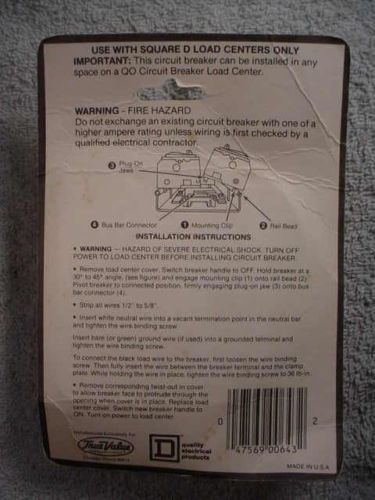 USE WITH SQUARE D LOAD CENTERS ONLY
IMPORTANT: This circuit breaker can be installed in any
space on a QO Circuit Breaker Load Center.
WARNING - FIRE HAZARD
Do not exchange an existing circuit breaker with one of a
higher ampere rating unless wiring is first checked by a
qualified electrical contractor.
3 Plug-On
Jaws
4 Bus Bar Connector
1 Mounting Clip
2 Rail Bead
INSTALLATION INSTRUCTIONS
• WARNING — HAZARD OF SEVERE ELECTRICAL SHOCK. TURN OFF
POWER TO LOAD CENTER BEFORE INSTALLING CIRCUIT BREAKER.
• Remove load center cover. Switch breaker handle to OFF. Hold breaker at a
30° to 45° angle, (see figure) and engage mounting clip (1) onto rail bead (2).
Pivot breaker to connected position, firmly engaging plug-on jaw (3) onto bus
bar connector (4).
• Strip all wires 1/2" to 5/8".
• Insert white neutral wire into a vacant termination point in the neutral bar
and tighten the wire binding screw.
Insert bare (or green) ground wire (if used) into a grounded terminal and
tighten the wire binding screw.
To connect the black load wire to the breaker, first loosen the wire binding
screw. Then fully insert the wire between the breaker terminal and the clamp
plate. While holding the wire in place, tighten wire binding screw to 36 lb-in.
• Remove corresponding twist-out in cover
to allow breaker face to protrude through the
opening when cover is in place. Replace load
center cover. Switch new breaker handle to
ON. Turn on power to load center.
Manufactured Exclusively for
True Value
D
quality
electrical
products
0 47569 00643 2
MADE IN U.S.A.